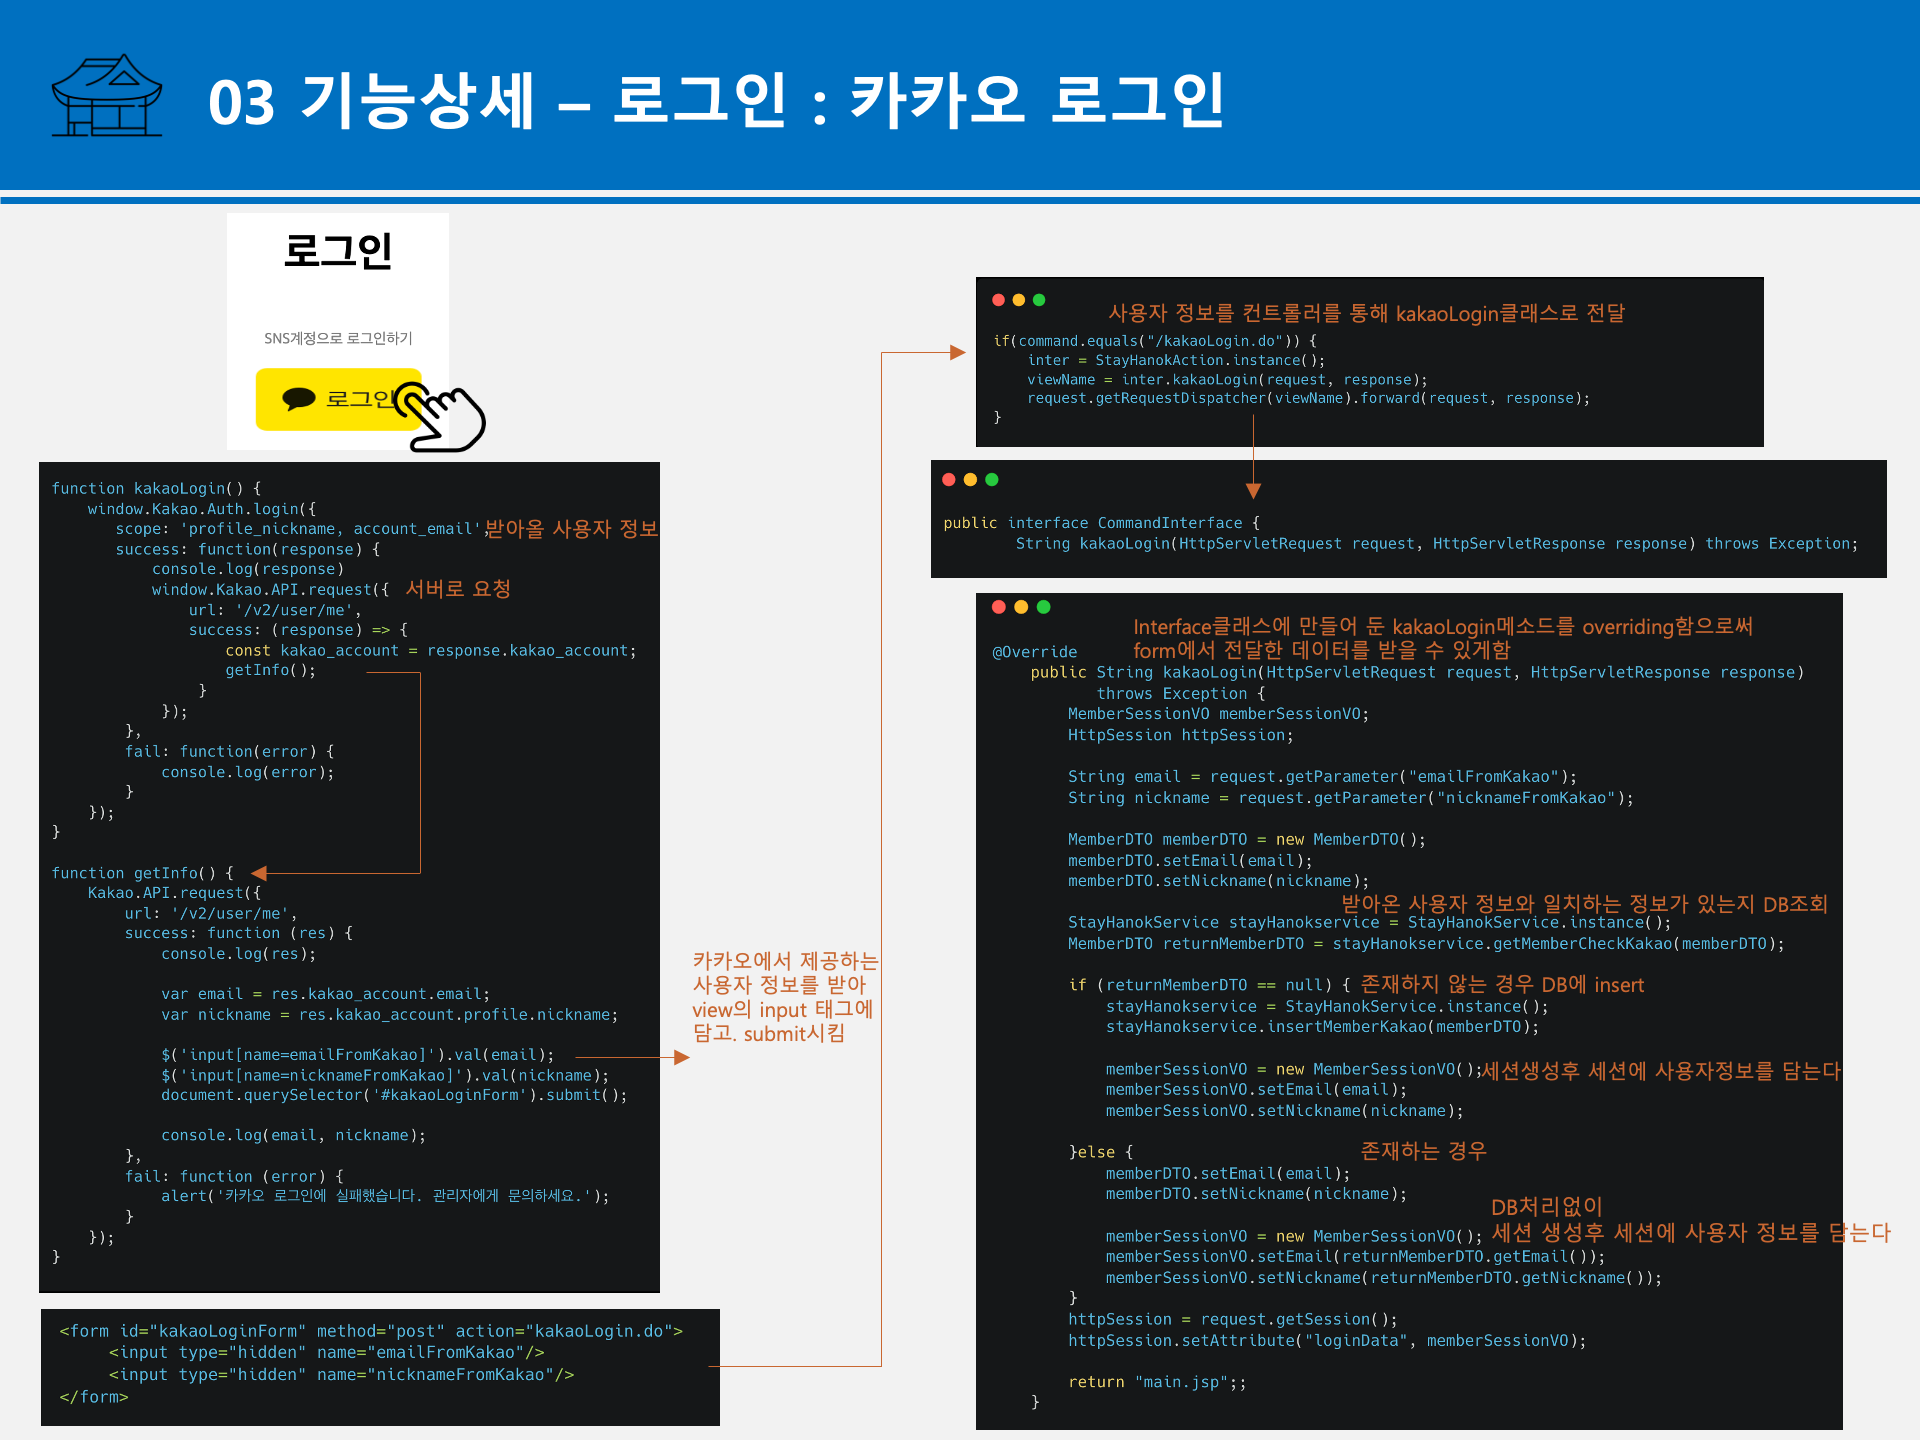 03 기능상세 – 로그인 : 카카오 로그인
로그인
SNS계정으로 로그인하기
로그인
function kakaoLogin() {
window.Kakao.Auth.login({
scope: 'profile_nickname, account_email', 받아올 사용자 정보
success: function(response) {
console.log(response)
window.Kakao.API.request({ 서버로 요청
url: '/v2/user/me',
success: (response) => {
const kakao_account = response.kakao_account;
getInfo();
}
});
},
fail: function(error) {
console.log(error);
}
});
}
function getInfo() {
Kakao.API.request({
url: '/v2/user/me',
success: function (res) {
console.log(res);
var email = res.kakao_account.email;
var nickname = res.kakao_account.profile.nickname;
$('input[name=emailFromKakao]').val(email);
$('input[name=nicknameFromKakao]').val(nickname);
document.querySelector('#kakaoLoginForm').submit();
console.log(email, nickname);
},
fail: function (error) {
alert('카카오 로그인에 실패했습니다. 관리자에게 문의하세요.');
}
});
}
카카오에서 제공하는
사용자 정보를 받아
view의 input 태그에
담고. submit시킴
<form id="kakaoLoginForm" method="post" action="kakaoLogin.do">
<input type="hidden" name="emailFromKakao"/>
<input type="hidden" name="nicknameFromKakao"/>
</form>
사용자 정보를 컨트롤러를 통해 kakaoLogin클래스로 전달
if(command.equals("/kakaoLogin.do")) {
inter = StayHanokAction.instance();
viewName = inter.kakaoLogin(request, response);
request.getRequestDispatcher(viewName).forward(request, response);
}
public interface CommandInterface {
String kakaoLogin(HttpServletRequest request, HttpServletResponse response) throws Exception;
Interface클래스에 만들어 둔 kakaoLogin메소드를 overriding함으로써
form에서 전달한 데이터를 받을 수 있게함
@Override
public String kakaoLogin(HttpServletRequest request, HttpServletResponse response)
throws Exception {
MemberSessionVO memberSessionVO;
HttpSession httpSession;
String email = request.getParameter("emailFromKakao");
String nickname = request.getParameter("nicknameFromKakao");
MemberDTO memberDTO = new MemberDTO();
memberDTO.setEmail(email);
memberDTO.setNickname(nickname);
받아온 사용자 정보와 일치하는 정보가 있는지 DB조회
StayHanokService stayHanokservice = StayHanokService.instance();
MemberDTO returnMemberDTO = stayHanokservice.getMemberCheckKakao(memberDTO);
if (returnMemberDTO == null) { 존재하지 않는 경우 DB에 insert
stayHanokservice = StayHanokService.instance();
stayHanokservice.insertMemberKakao(memberDTO);
memberSessionVO = new MemberSessionVO(); 세션생성후 세션에 사용자정보를 담는다
memberSessionVO.setEmail(email);
memberSessionVO.setNickname(nickname);
}else { 존재하는 경우
memberDTO.setEmail(email);
memberDTO.setNickname(nickname);
DB처리없이
memberSessionVO = new MemberSessionVO(); 세션 생성후 세션에 사용자 정보를 담는다
memberSessionVO.setEmail(returnMemberDTO.getEmail());
memberSessionVO.setNickname(returnMemberDTO.getNickname());
}
httpSession = request.getSession();
httpSession.setAttribute("loginData", memberSessionVO);
return "main.jsp";;
}